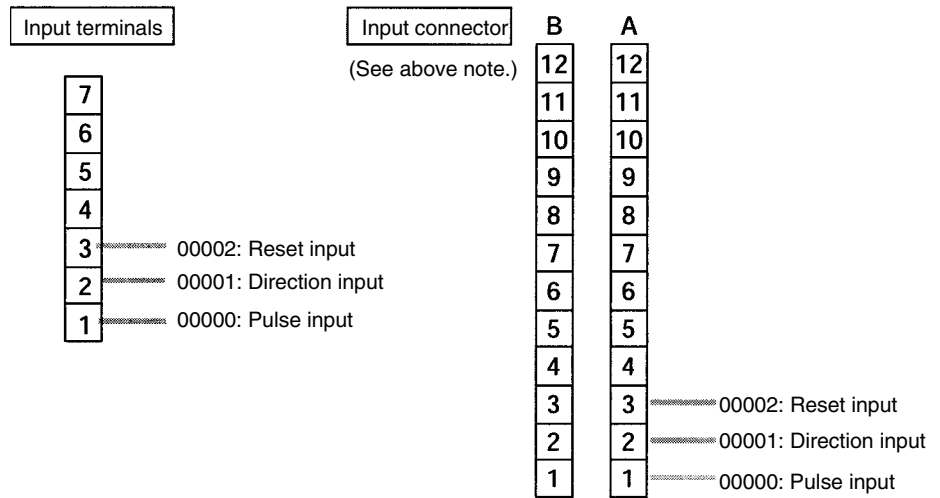 Input terminals
7
6
5
4
3 00002: Reset input
2 00001: Direction input
1 00000: Pulse input
Input connector
(See above note.)
B A
12 12
11 11
10 10
9 9
8 8
7 7
6 6
5 5
4 4
3 3 00002: Reset input
2 2 00001: Direction input
1 1 00000: Pulse input